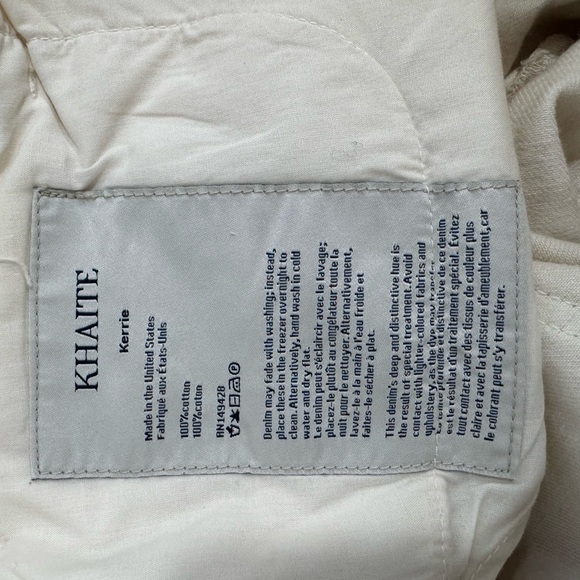 KHAITE
Kerrie
Made in the United States
Fabriqué aux États-Unis
100%cotton
100%coton
RN149428
Denim may fade with washing; instead,
place these in the freezer overnight to
clean. Alternatively, hand wash in cold
water and dry flat.
Le denim peut s'éclaircir avec le lavage;
placez-le plutôt au congélateur toute la
nuit pour le nettoyer. Alternativement,
lavez-le à la main à l'eau froide et
faites-le sécher à plat.
This denim's deep and distinctive hue is
the result of special treatment. Avoid
contact with lighter-colored fabrics and
upholstery, as the dye may transfer.
La teinte profonde et distinctive de ce denim
est le résultat d'un traitement spécial. Évitez
tout contact avec des tissus de couleur plus
claire et avec la tapisserie d'ameublement, car
le colorant peut s'y transférer.